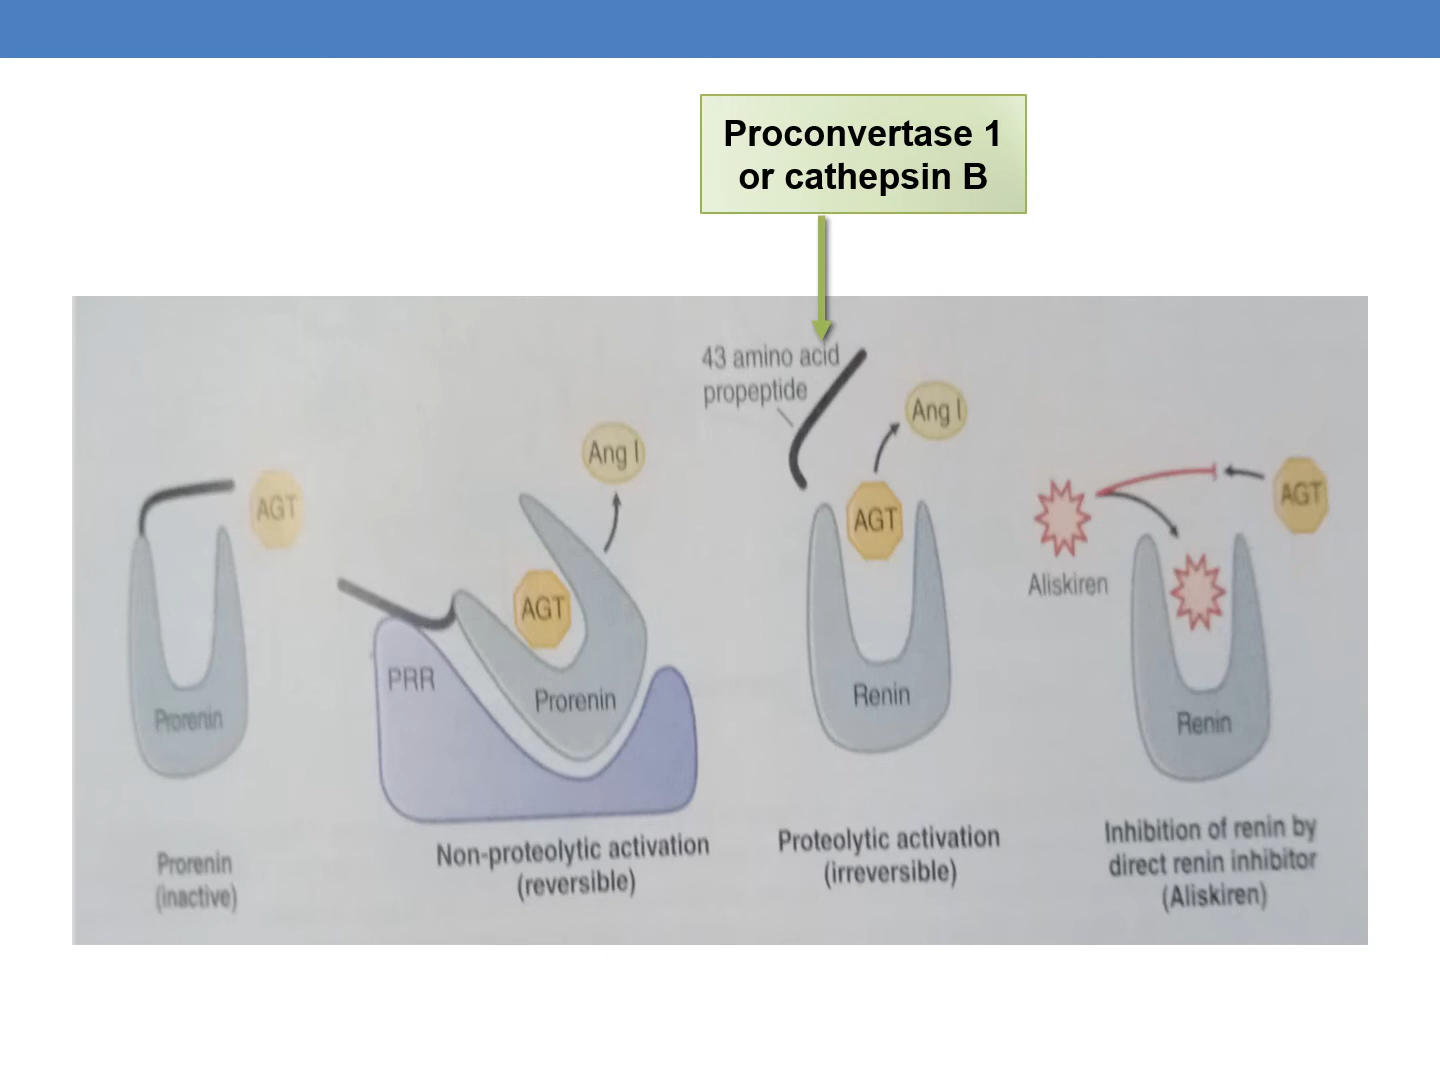 Proconvertase 1
or cathepsin B
AGT
Prorenin
Prorenin
(inactive)
Ang I
AGT
PRR
Prorenin
Non-proteolytic activation
(reversible)
43 amino acid
propeptide
Ang I
AGT
Renin
Proteolytic activation
(irreversible)
Aliskiren
AGT
Renin
Inhibition of renin by
direct renin inhibitor
(Aliskiren)